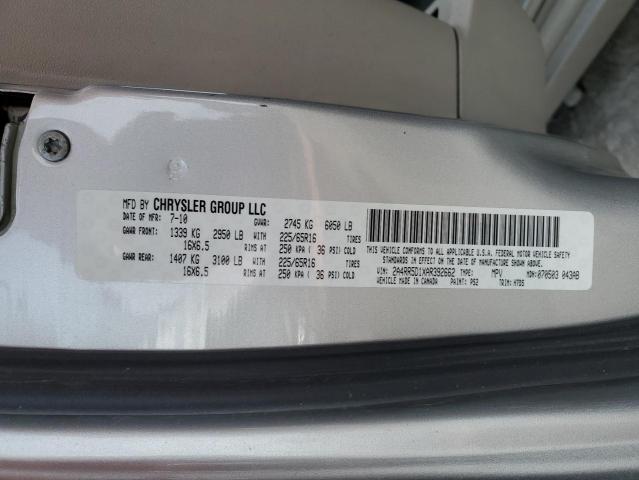 MFD BY CHRYSLER GROUP LLC
DATE OF MFR: 7-10 GVWR: 2745 KG 6050 LB
GAWR FRONT: 1339 KG 2950 LB WITH 225/65R16 TIRES
16X6.5 RIMS AT 250 KPA ( 36 PSI) COLD
GAWR REAR: 1407 KG 3100 LB WITH 225/65R16 TIRES
16X6.5 RIMS AT 250 KPA ( 36 PSI) COLD
THIS VEHICLE CONFORMS TO ALL APPLICABLE U.S.A. FEDERAL MOTOR VEHICLE SAFETY
STANDARDS IN EFFECT ON THE DATE OF MANUFACTURE SHOWN ABOVE.
VIN: 2A4RR5D1XAR392662 TYPE: MPV MDH: 070503 043AB
VEHICLE MADE IN CANADA PAINT: PS2 TRIM: H7D5